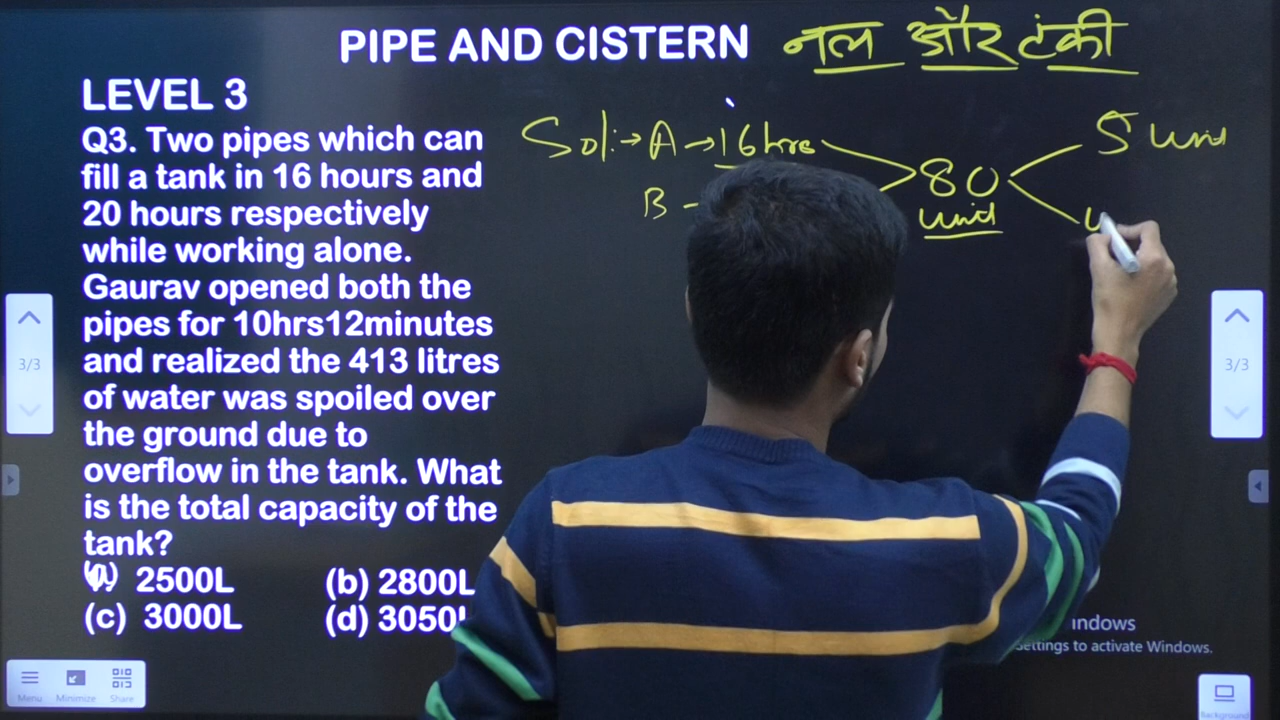 PIPE AND CISTERN नल और टंकी
LEVEL 3
Q3. Two pipes which can
fill a tank in 16 hours and
20 hours respectively
while working alone.
Gaurav opened both the
pipes for 10hrs12minutes
and realized the 413 litres
of water was spoiled over
the ground due to
overflow in the tank. What
is the total capacity of the
tank?
(a) 2500L (b) 2800L
(c) 3000L (d) 3050L
Sol:→ A → 16 hrs
B -
80
unit
5 unit
3/3
3/3
Menu Minimize Share
indows
Settings to activate Windows.
Background